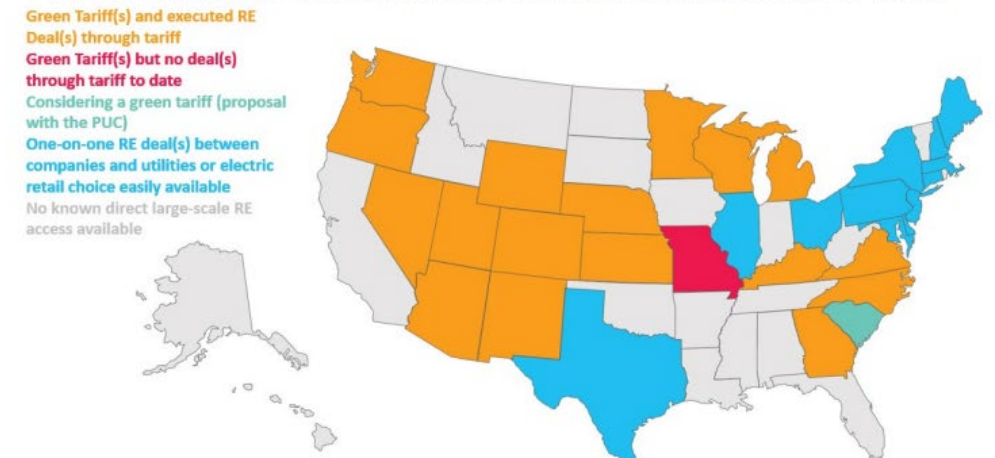 Green Tariff(s) and executed RE
Deal(s) through tariff
Green Tariff(s) but no deal(s)
through tariff to date
Considering a green tariff (proposal
with the PUC)
One-on-one RE deal(s) between
companies and utilities or electric
retail choice easily available
No known direct large-scale RE
access available